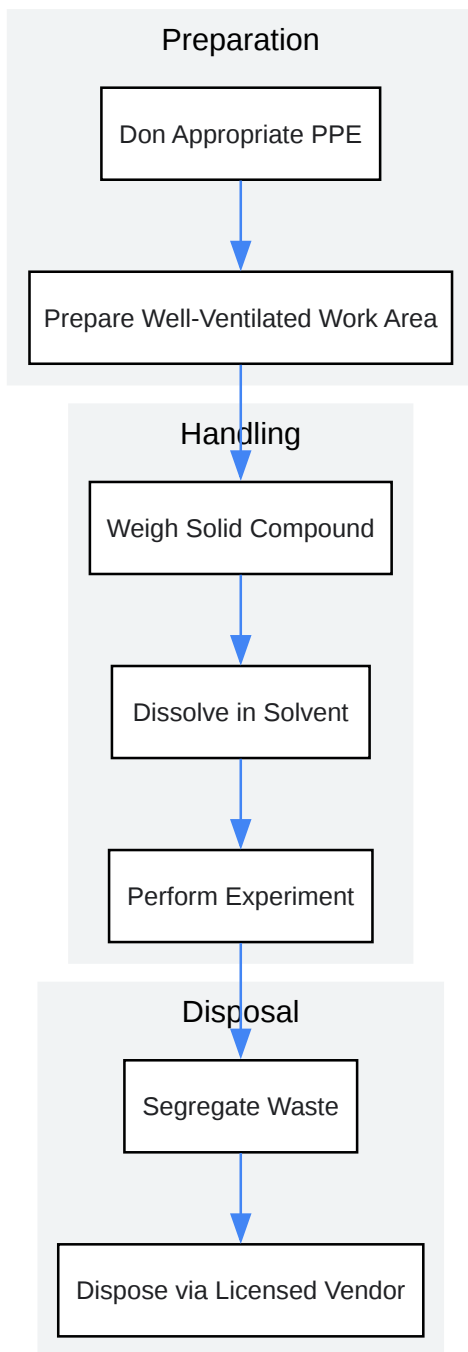 Preparation
Don Appropriate PPE
Prepare Well-Ventilated Work Area
Handling
Weigh Solid Compound
Dissolve in Solvent
Perform Experiment
Disposal
Segregate Waste
Dispose via Licensed Vendor